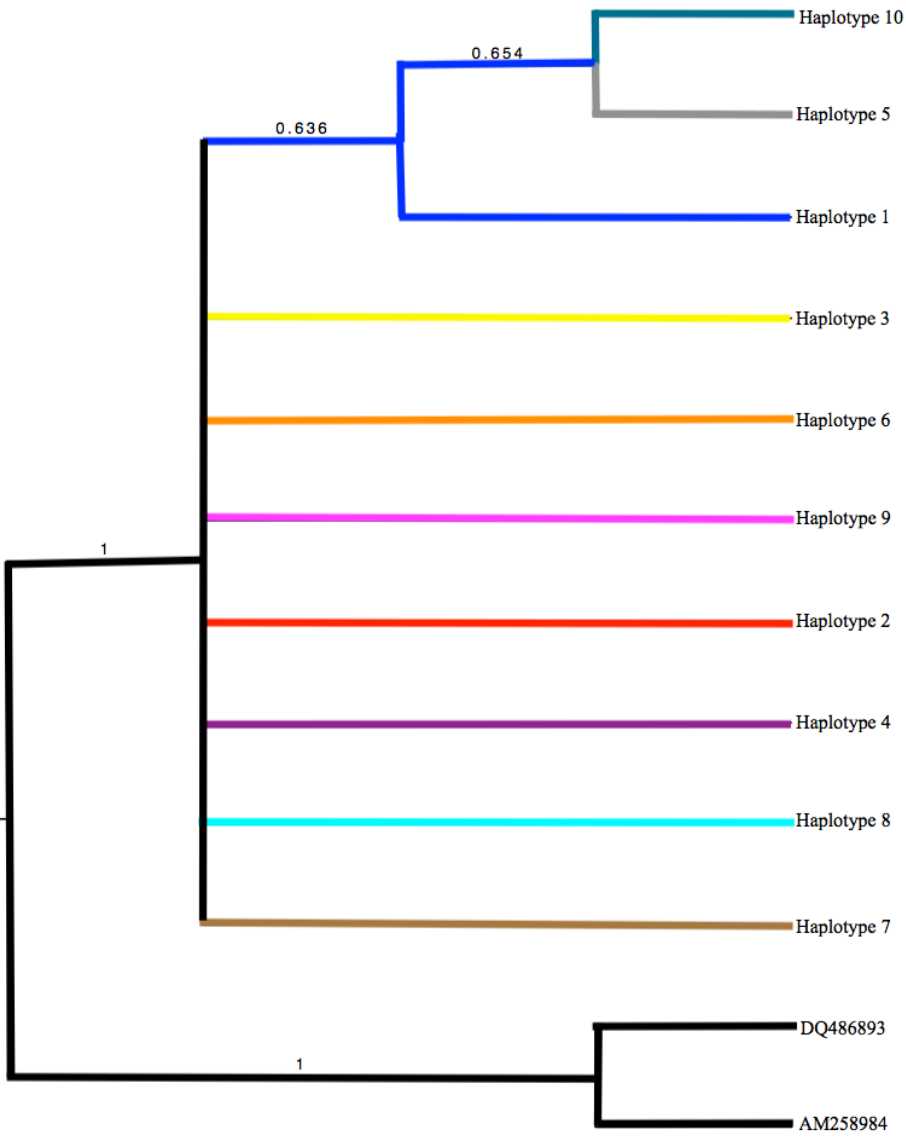 Haplotype 10
0.654
Haplotype 5
0.636
Haplotype 1
Haplotype 3
Haplotype 6
Haplotype 9
1
Haplotype 2
Haplotype 4
Haplotype 8
Haplotype 7
DQ486893
1
AM258984